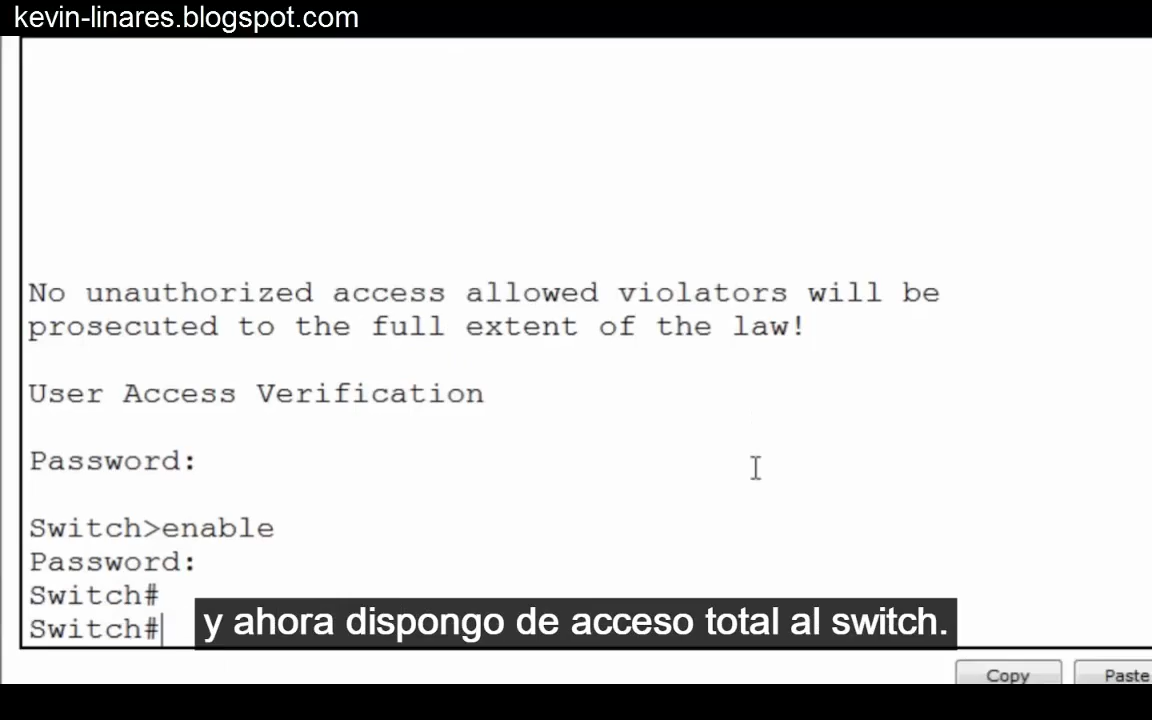 kevin-linares.blogspot.com
No unauthorized access allowed violators will be
prosecuted to the full extent of the law!
User Access Verification
Password:
Switch>enable
Password:
Switch#
Switch#
y ahora dispongo de acceso total al switch.
Copy
Paste